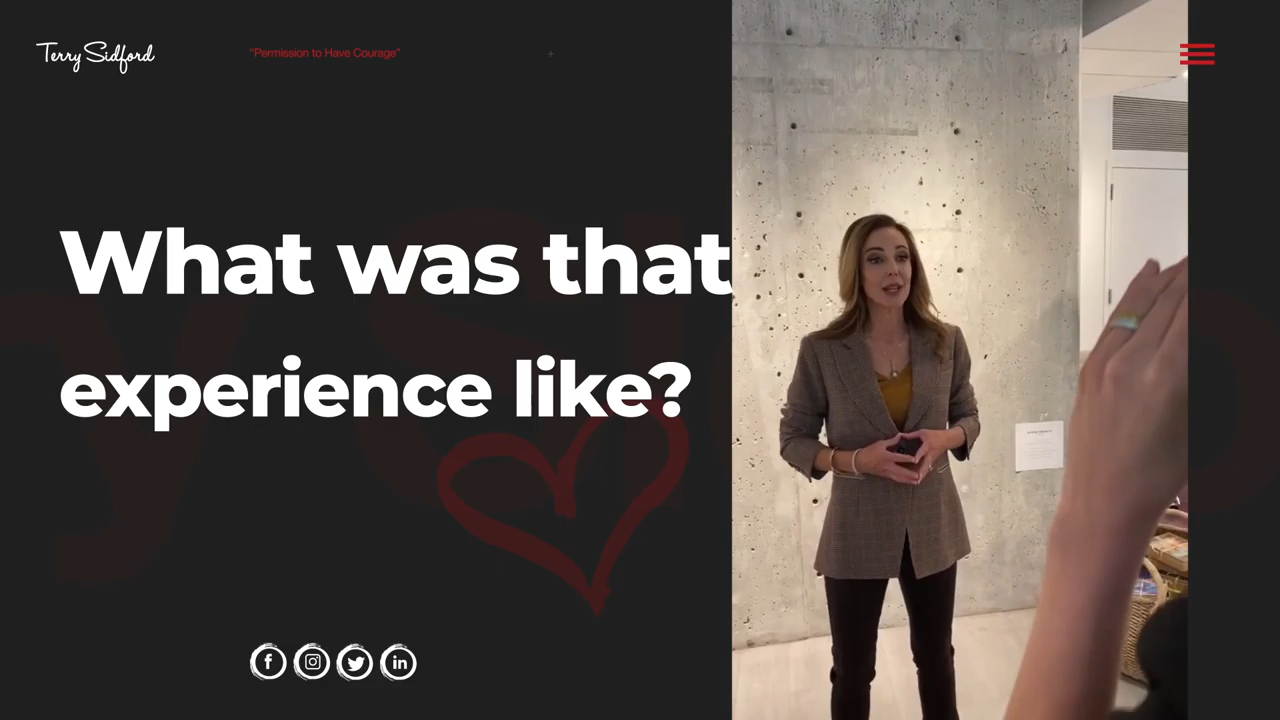 Terry Sidford
"Permission to Have Courage"
What was that
experience like?